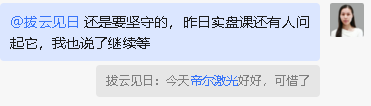 @拔云见日 还是要坚守的，昨日实盘课还有人问
起它，我也说了继续等
拔云见日：今天帝尔激光好好，可惜了